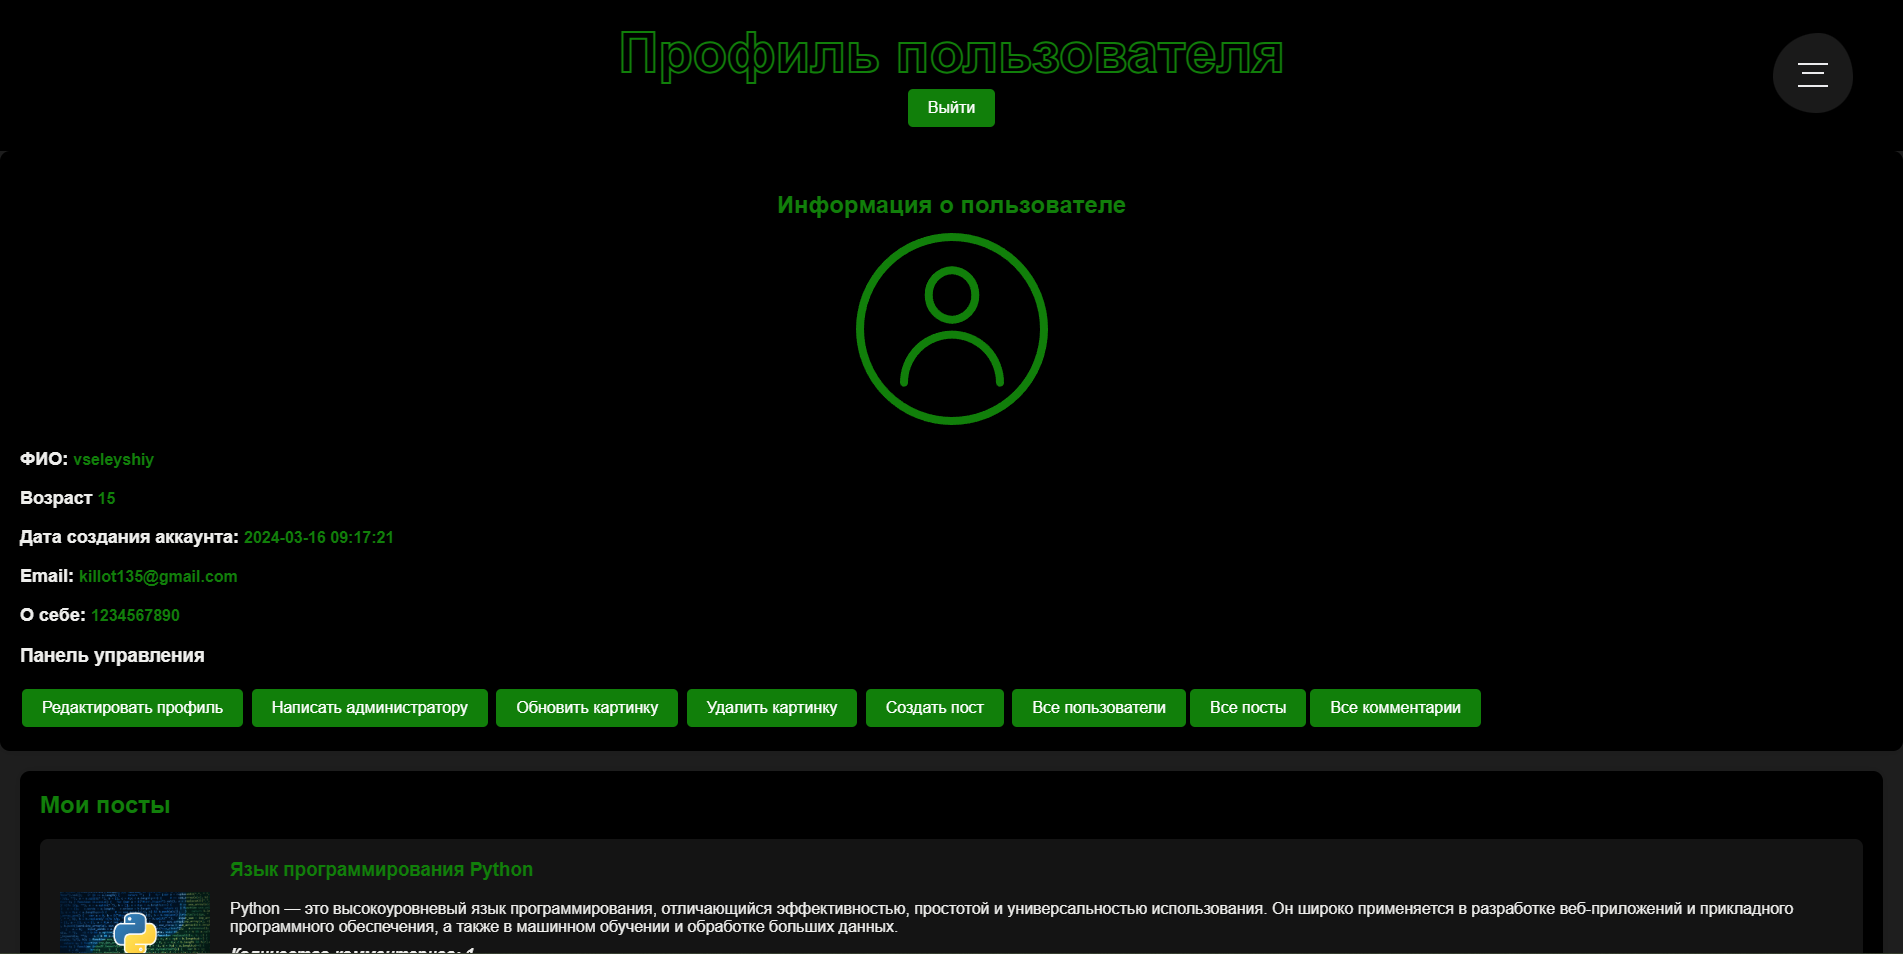 Профиль пользователя
Выйти
Информация о пользователе
ФИО: vseleyshiy
Возраст 15
Дата создания аккаунта: 2024-03-16 09:17:21
Email: killot135@gmail.com
О себе: 1234567890
Панель управления
Редактировать профиль Написать администратору Обновить картинку Удалить картинку Создать пост Все пользователи Все посты Все комментарии
Мои посты
Язык программирования Python
Python — это высокоуровневый язык программирования, отличающийся эффективностью, простотой и универсальностью использования. Он широко применяется в разработке веб-приложений и прикладного
программного обеспечения, а также в машинном обучении и обработке больших данных.
Количество комментариев: 1